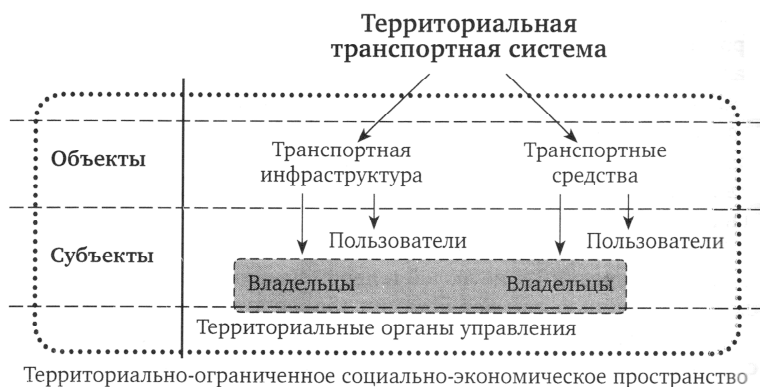 Территориальная
транспортная система
Объекты
Транспортная
инфраструктура
Транспортные
средства
Субъекты
Пользователи
Пользователи
Владельцы
Владельцы
Территориальные органы управления
Территориально-ограниченное социально-экономическое пространство